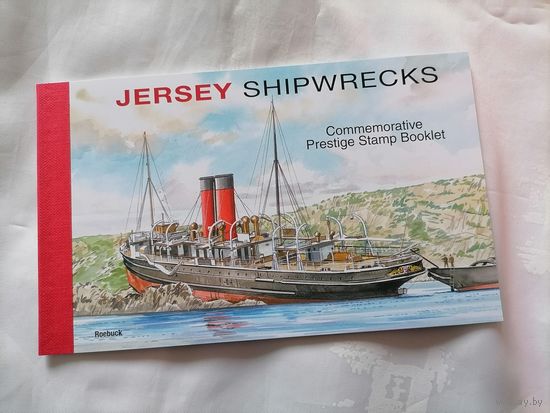 JERSEY SHIPWRECKS
Commemorative
Prestige Stamp Booklet
Roebuck